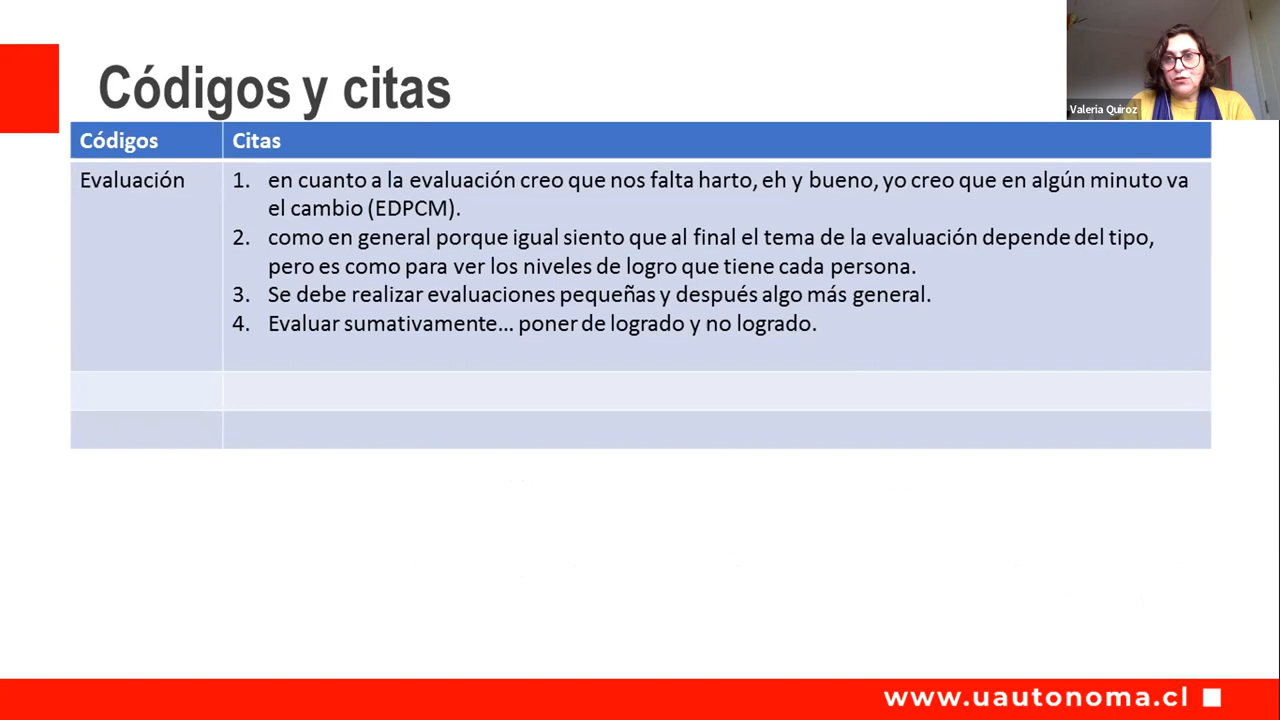 Códigos y citas
Valeria Quiroz
Códigos
Citas
Evaluación
1. en cuanto a la evaluación creo que nos falta harto, eh y bueno, yo creo que en algún minuto va
el cambio (EDPCM).
2. como en general porque igual siento que al final el tema de la evaluación depende del tipo,
pero es como para ver los niveles de logro que tiene cada persona.
3. Se debe realizar evaluaciones pequeñas y después algo más general.
4. Evaluar sumativamente... poner de logrado y no logrado.
www.uautonoma.cl